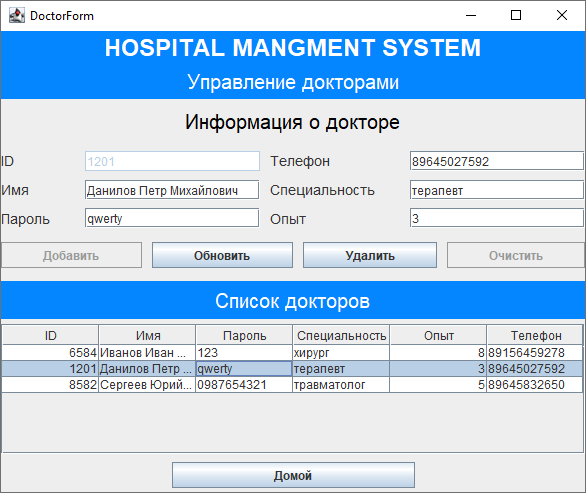 DoctorForm
HOSPITAL MANGMENT SYSTEM
Управление докторами
Информация о докторе
ID 1201 Телефон 89645027592
Имя Данилов Петр Михайлович Специальность терапевт
Пароль qwerty Опыт 3
Добавить Обновить Удалить Очистить
Список докторов
ID Имя Пароль Специальность Опыт Телефон
6584 Иванов Иван ... 123 хирург 8 89156459278
1201 Данилов Петр ... qwerty терапевт 3 89645027592
8582 Сергеев Юрий... 0987654321 травматолог 5 89645832650
Домой